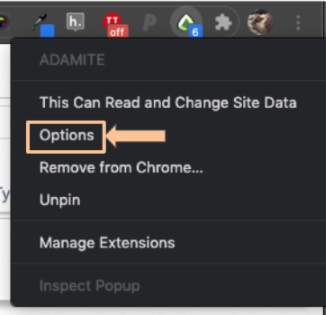 h.
TT
off
P
6
ADAMITE
This Can Read and Change Site Data
Options
Remove from Chrome...
Unpin
Manage Extensions
Inspect Popup